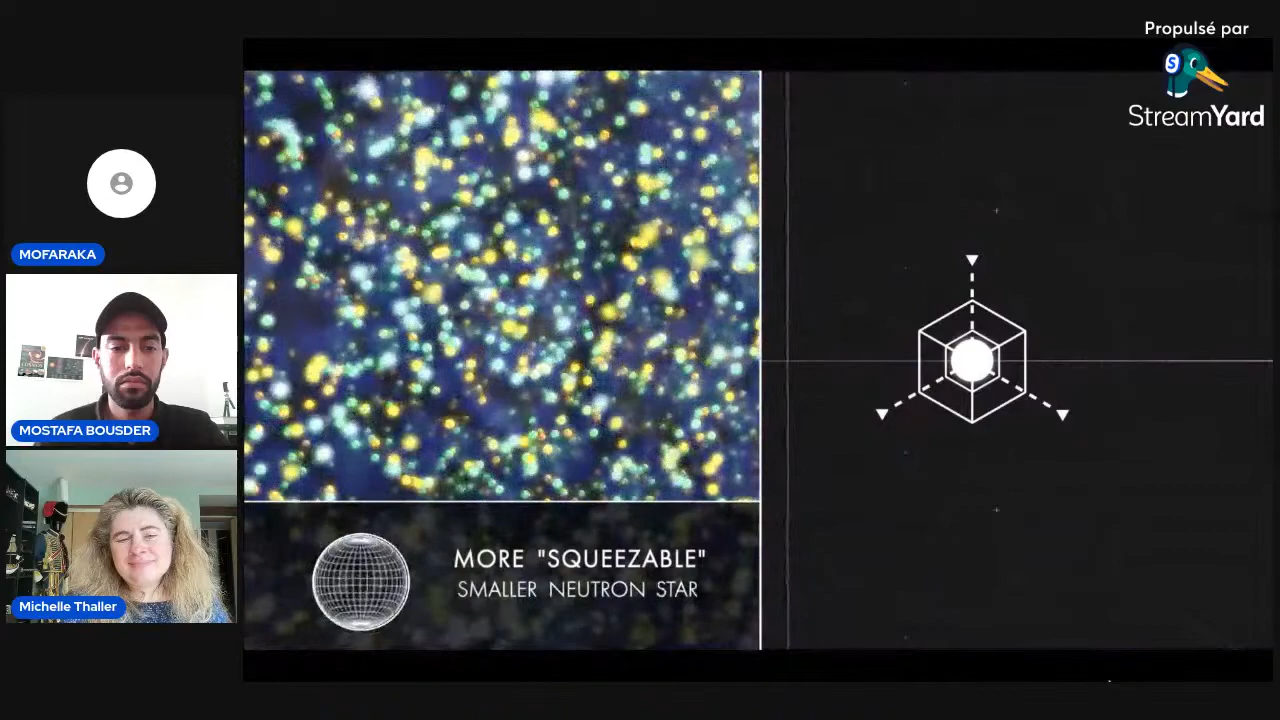 Propulsé par
StreamYard
MOFARAKA
MOSTAFA BOUSDER
Michelle Thaller
MORE "SQUEEZABLE"
SMALLER NEUTRON STAR